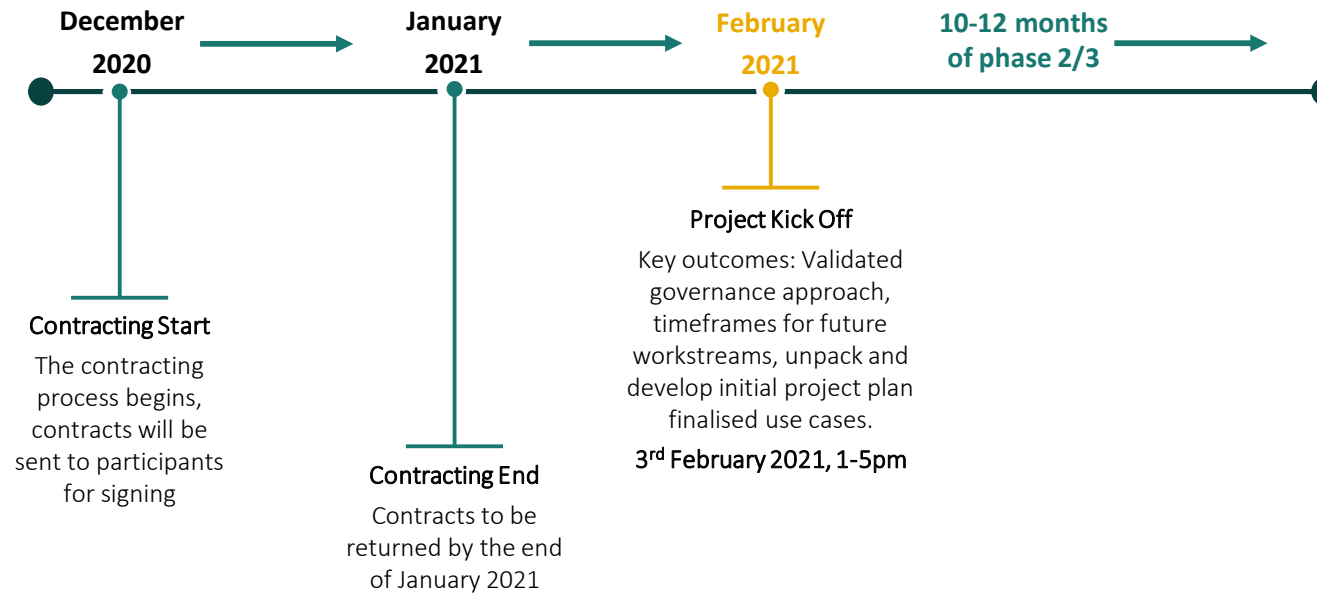 December
2020
January
2021
February
2021
10-12 months
of phase 2/3
Contracting Start
The contracting
process begins,
contracts will be
sent to participants
for signing
Contracting End
Contracts to be
returned by the end
of January 2021
Project Kick Off
Key outcomes: Validated
governance approach,
timeframes for future
workstreams, unpack and
develop initial project plan
finalised use cases.
3rd February 2021, 1-5pm